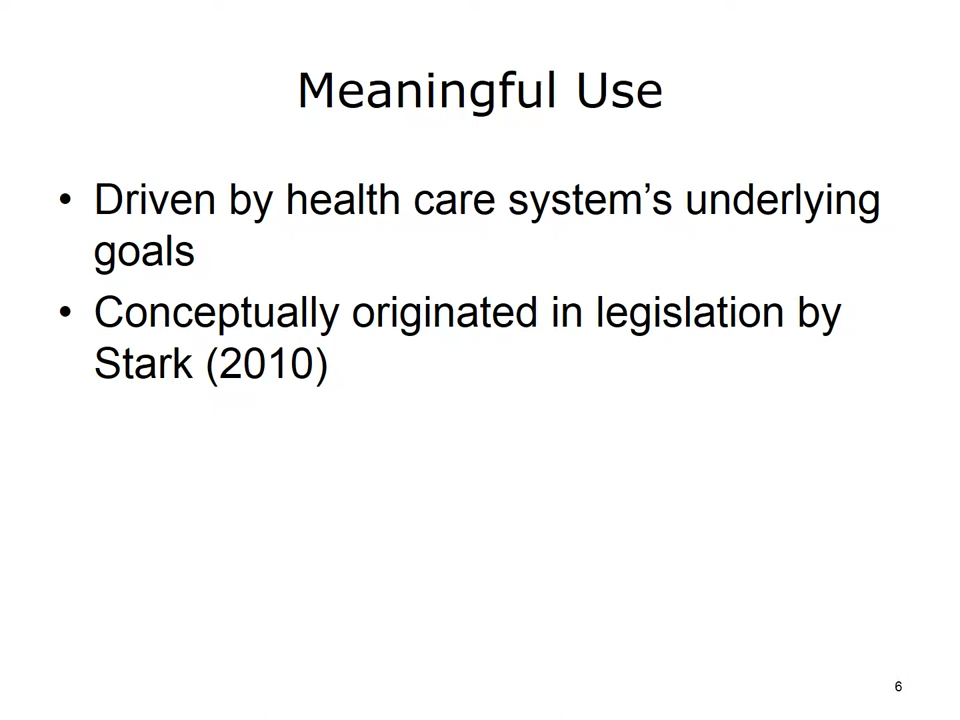 Meaningful Use
• Driven by health care system’s underlying
goals
• Conceptually originated in legislation by
Stark (2010)
6